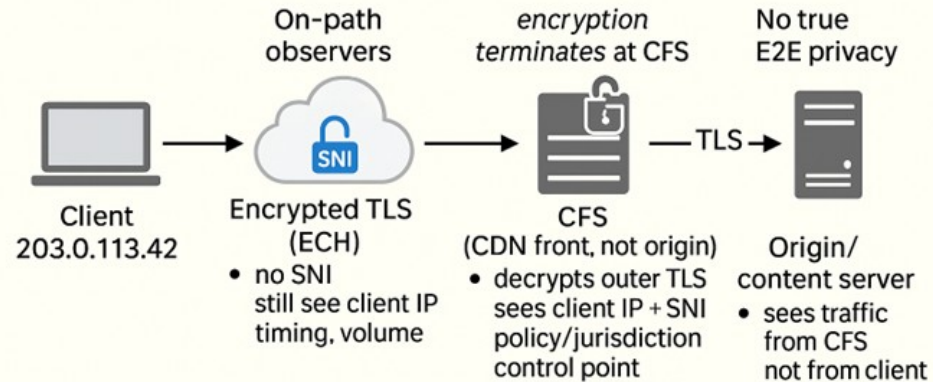 On-path
observers
encryption
terminates at CFS
No true
E2E privacy
SNI
TLS
Client
203.0.113.42
Encrypted TLS
(ECH)
• no SNI
still see client IP
timing, volume
CFS
(CDN front, not origin)
• decrypts outer TLS
sees client IP + SNI
policy/jurisdiction
control point
Origin/
content server
• sees traffic
from CFS
not from client